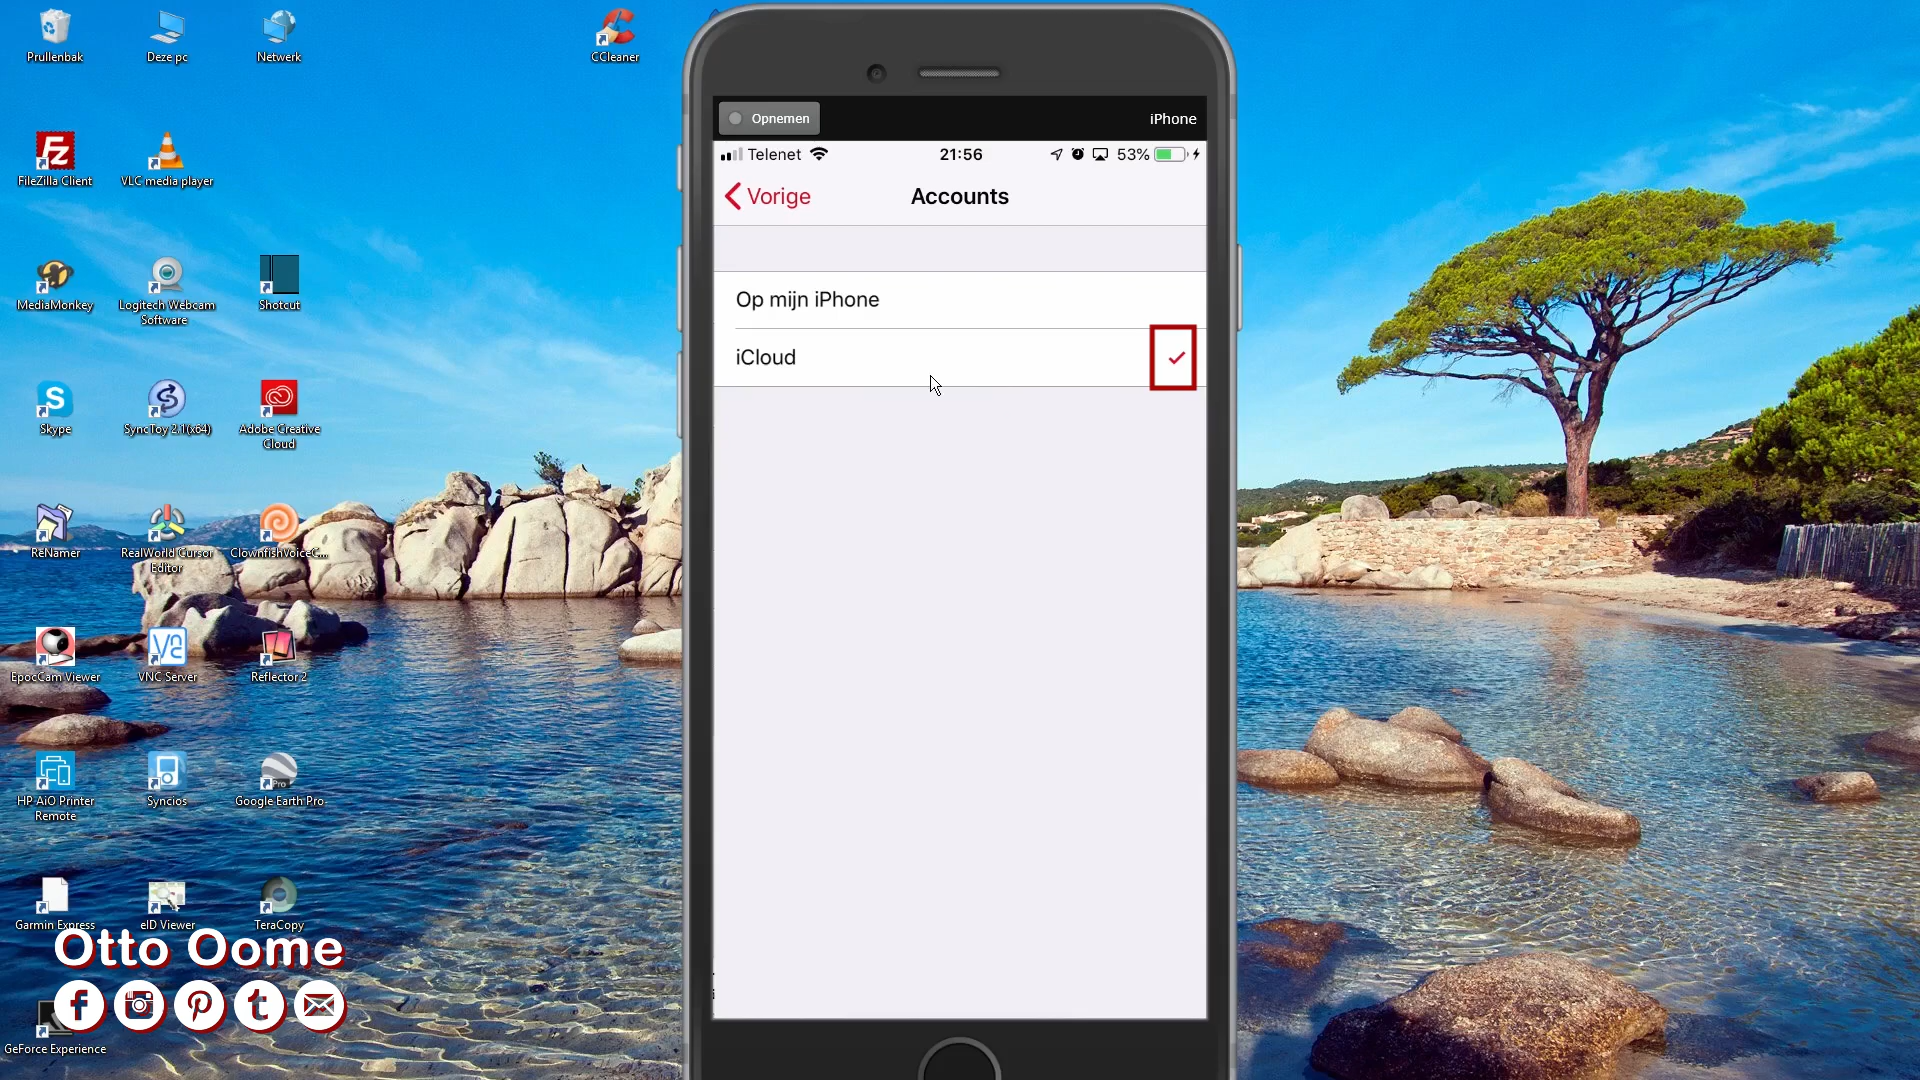 Prullenbak
Deze pc
Netwerk
CCleaner
FileZilla Client
VLC media player
MediaMonkey
Logitech Webcam
Software
Shotcut
Skype
SyncToy 2.1(x64)
Adobe Creative
Cloud
ReNamer
RealWorld Cursor
Editor
ClownfishVoiceC...
EpocCam Viewer
VNC Server
Reflector 2
HP AiO Printer
Remote
Syncios
Google Earth Pro
Garmin Express
eID Viewer
TeraCopy
GeForce Experience
Otto Oome
Opnemen
iPhone
Telenet
21:56
53%
Vorige
Accounts
Op mijn iPhone
iCloud